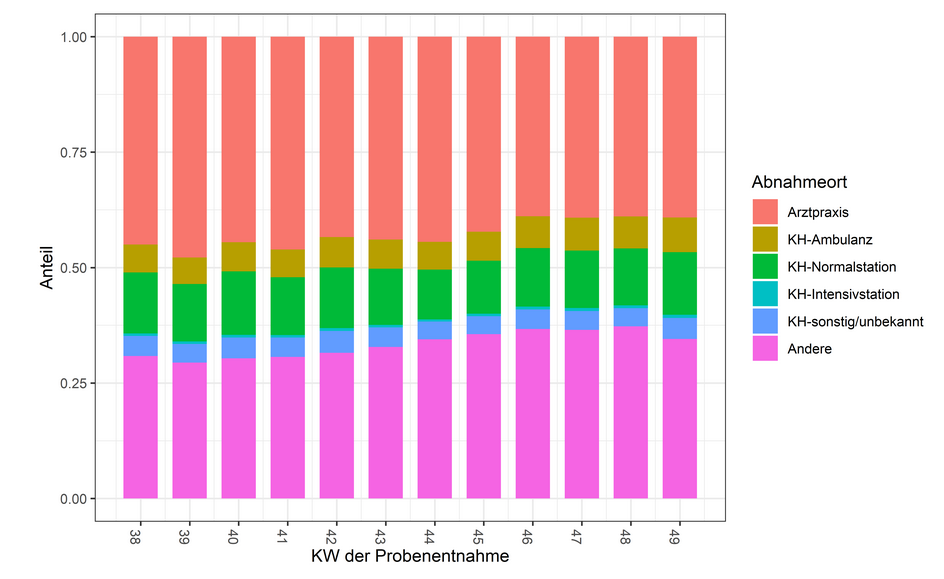 1.00
0.75
0.50
0.25
0.00
Anteil
38 39 40 41 42 43 44 45 46 47 48 49
KW der Probenentnahme
Abnahmeort
Arztpraxis
KH-Ambulanz
KH-Normalstation
KH-Intensivstation
KH-sonstig/unbekannt
Andere